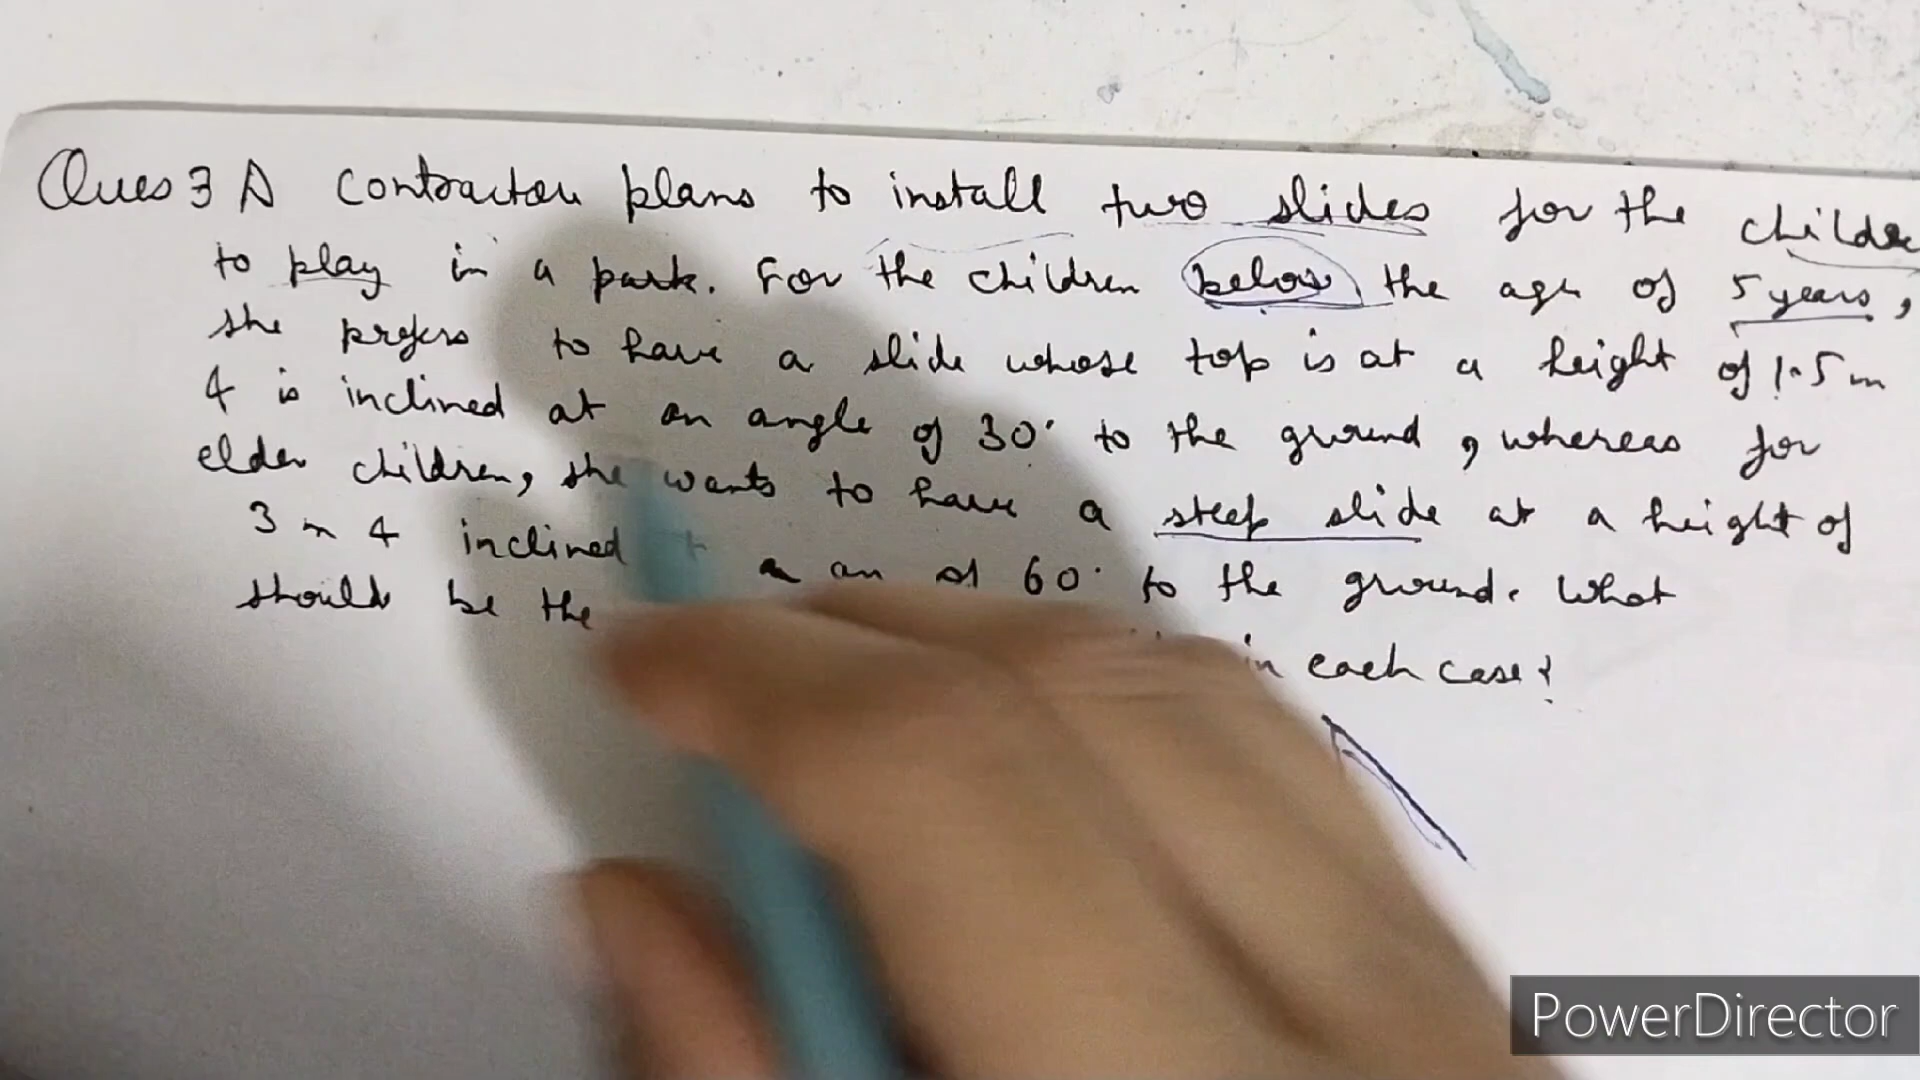 Ques 3 A contractor plans to install two slides for the childre
to play in a park. For the children below the age of 5 years,
she prefers to have a slide whose top is at a height of 1.5 m
& is inclined at an angle of 30° to the ground, whereas for
elder children, she wants to have a steep slide at a height of
3 m & inclined an of 60° to the ground. What
should be the in each case?
PowerDirector